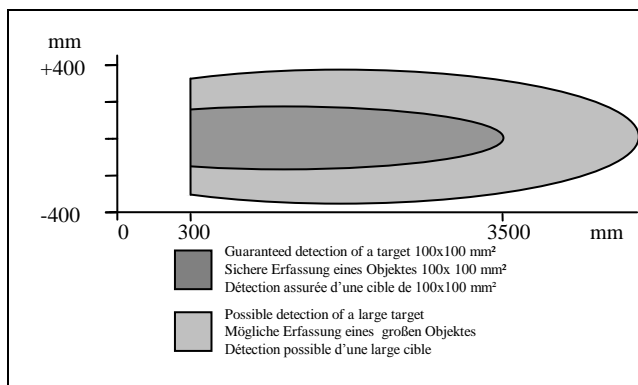 mm
+400
-400
0 300 3500 mm
Guaranteed detection of a target 100x100 mm²
Sichere Erfassung eines Objektes 100x 100 mm²
Détection assurée d’une cible de 100x100 mm²
Possible detection of a large target
Mögliche Erfassung eines großen Objektes
Détection possible d’une large cible